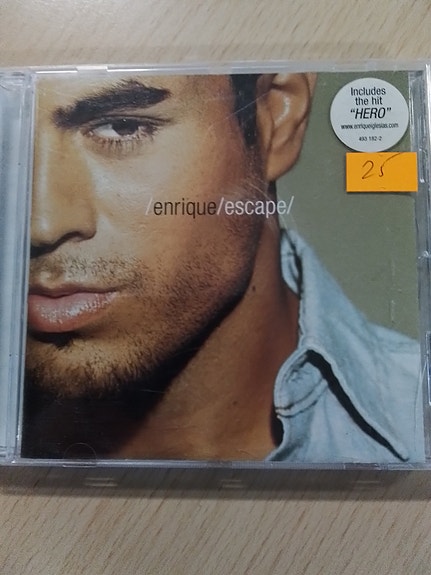 Includes
the hit
"HERO"
www.enriqueiglesias.com
493 182-2
25
/enrique/escape/